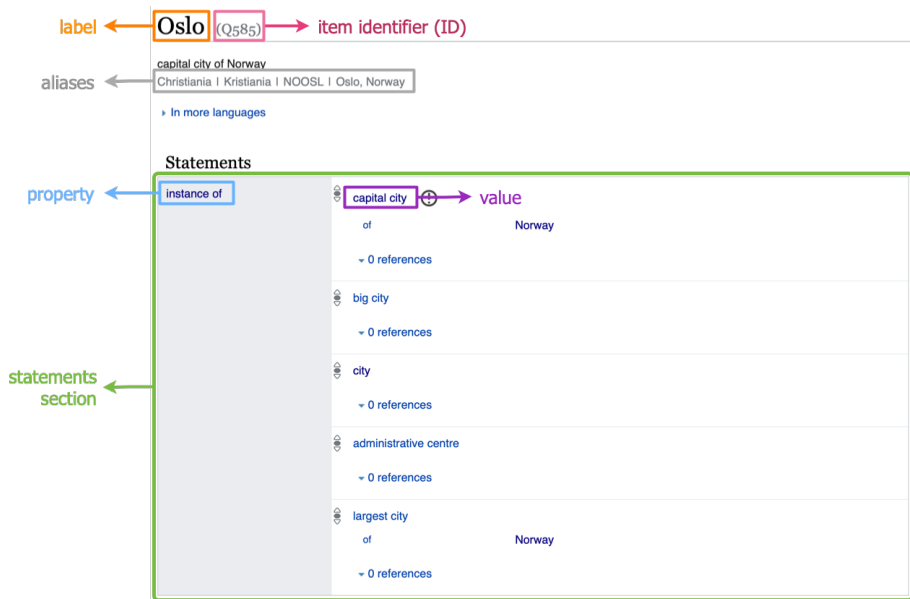 label
Oslo (Q585)
item identifier (ID)
capital city of Norway
aliases
Christiania | Kristiania | NOOSL | Oslo, Norway
In more languages
Statements
property
instance of
capital city
value
of Norway
0 references
big city
0 references
statements
section
city
0 references
administrative centre
0 references
largest city
of Norway
0 references